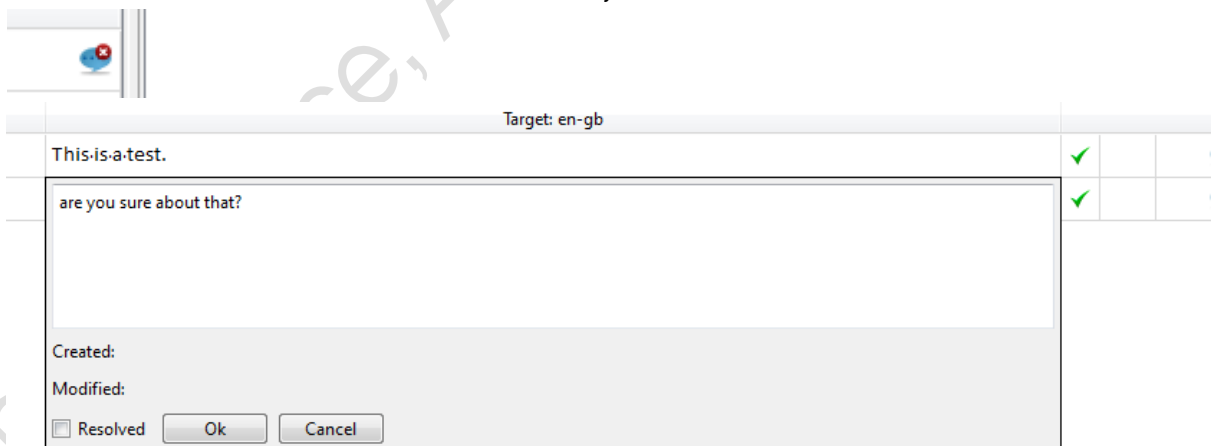 Target: en-gb
This·is·a·test.
are you sure about that?
Created:
Modified:
Resolved Ok Cancel